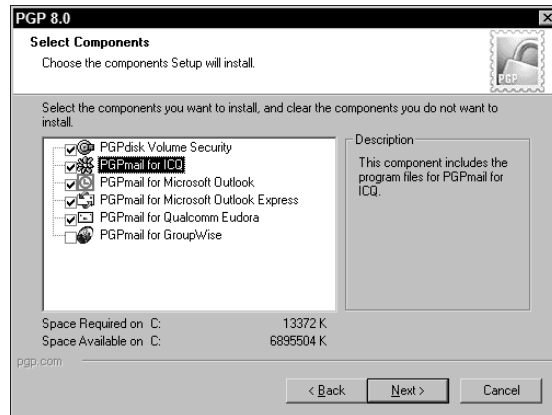 PGP 8.0
Select Components
Choose the components Setup will install.
PGP
Select the components you want to install, and clear the components you do not want to
install.
PGPdisk Volume Security
PGPmail for ICQ
PGPmail for Microsoft Outlook
PGPmail for Microsoft Outlook Express
PGPmail for Qualcomm Eudora
PGPmail for GroupWise
Description
This component includes the
program files for PGPmail for
ICQ.
Space Required on C: 13372 K
Space Available on C: 6895504 K
pgp.com
< Back Next > Cancel